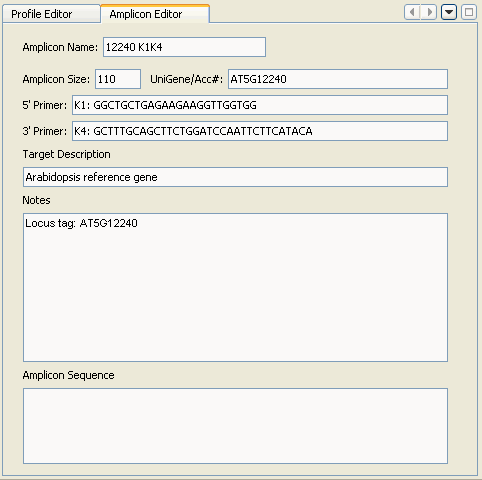 Profile Editor Amplicon Editor
Amplicon Name: 12240 K1K4
Amplicon Size: 110 UniGene/Acc#: AT5G12240
5' Primer: K1: GGCTGCTGAGAAGAAGGTTGGTGG
3' Primer: K4: GCTTTGCAGCTTCTGGATCCAATTCTTCATACA
Target Description
Arabidopsis reference gene
Notes
Locus tag: AT5G12240
Amplicon Sequence